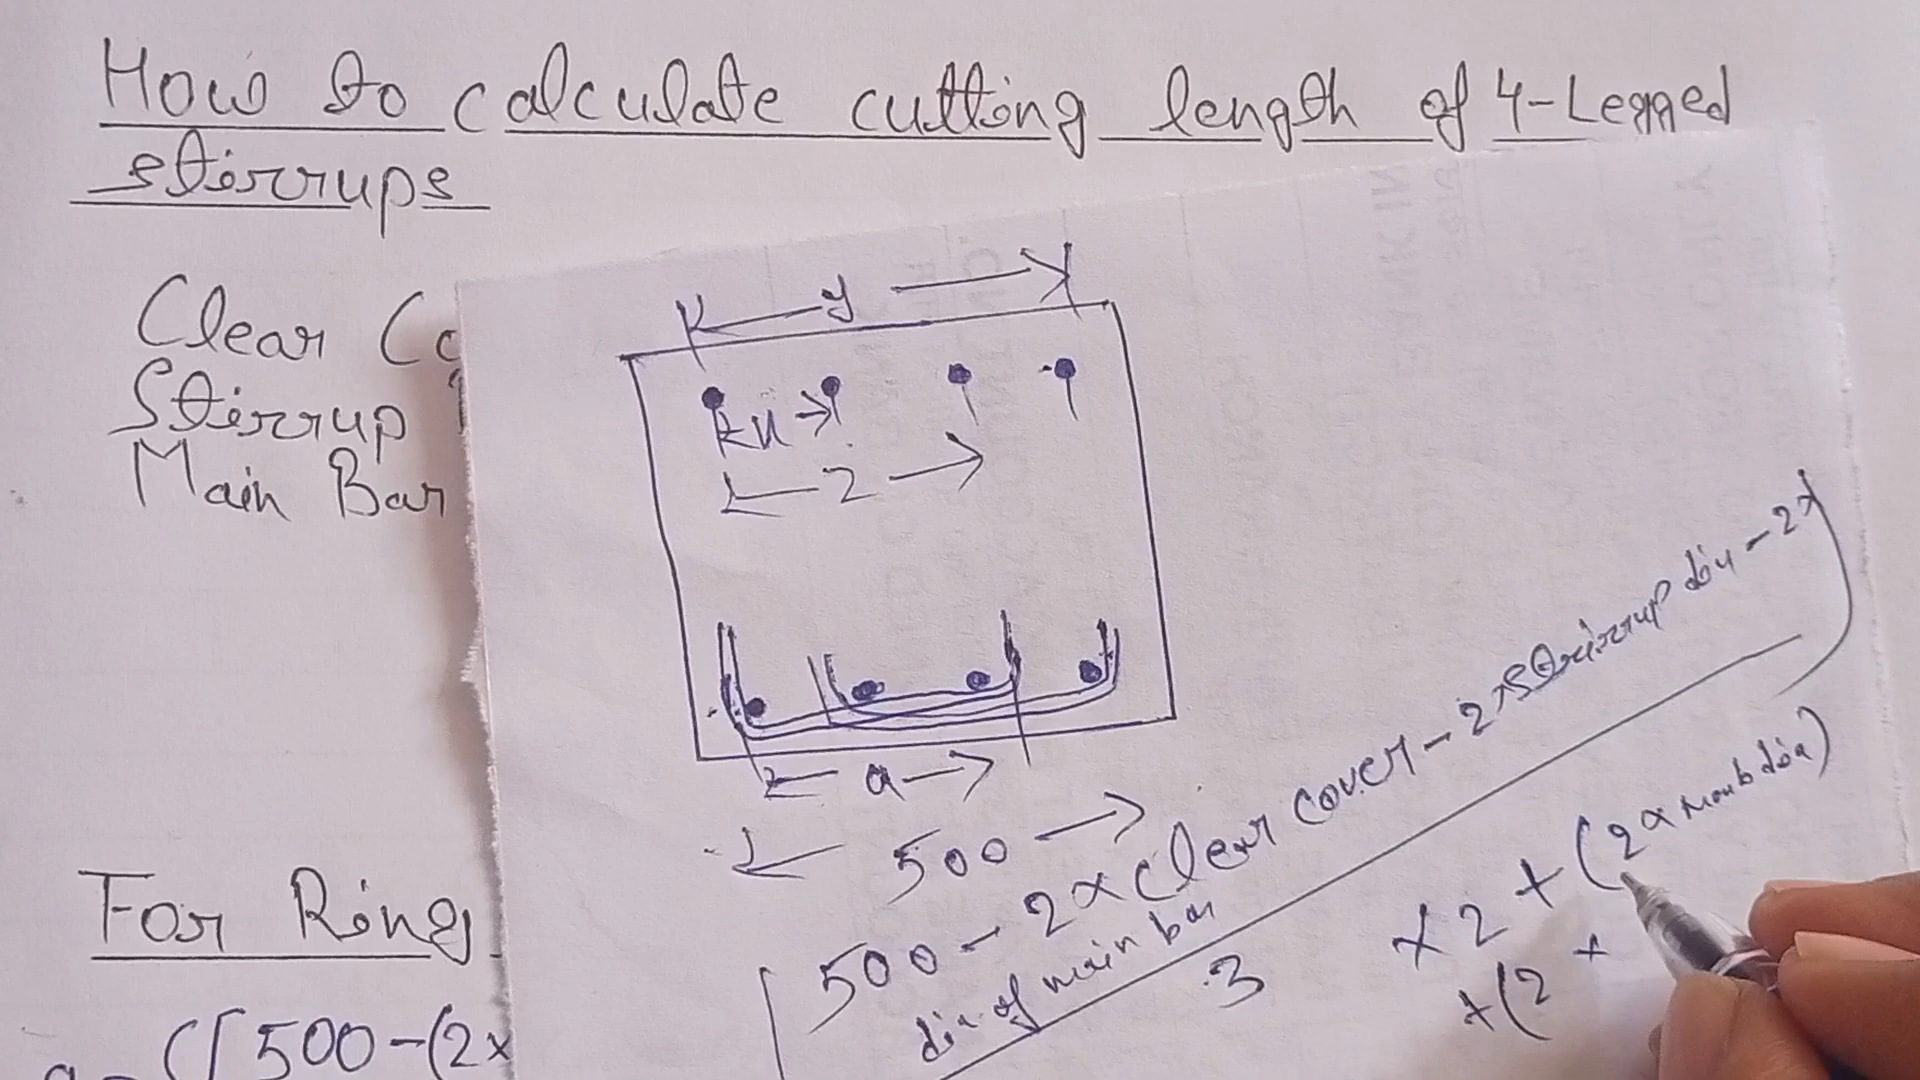 How to calculate cutting length of 4-Legged
stirrups
Clear Co
Stirrup
Main Bar
y
x
2
a
500
500 - 2 x Clear cover - 2 x stirrup dia - 2 x
dia of main bar
3
x 2 + (2 x main b dia)
+ (2 x
For Ring
a = ([500-(2x